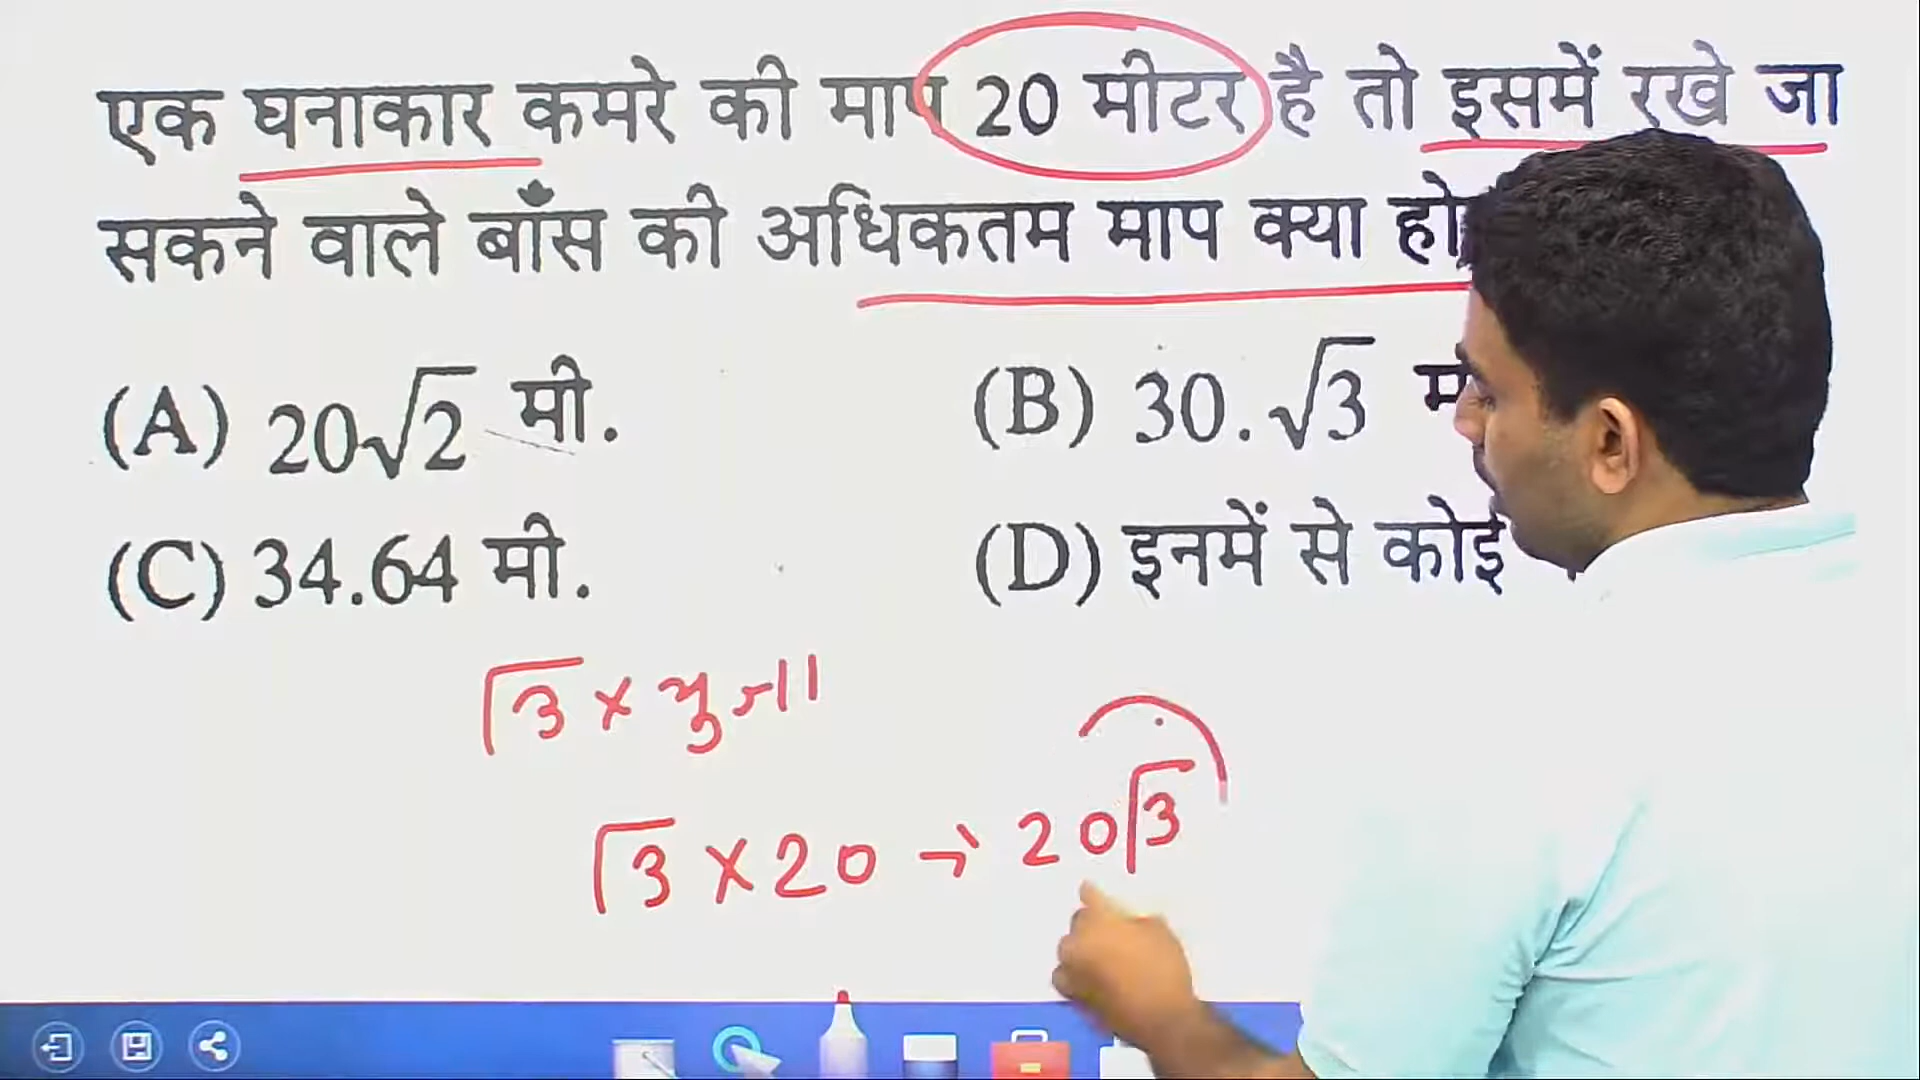 एक घनाकार कमरे की माप 20 मीटर है तो इसमें रखे जा
सकने वाले बाँस की अधिकतम माप क्या
(A) 20√2 मी.
(B) 30.√3
(C) 34.64 मी.
(D) इनमें से कोई
√3 × भुजा
√3 × 20 → 20√3